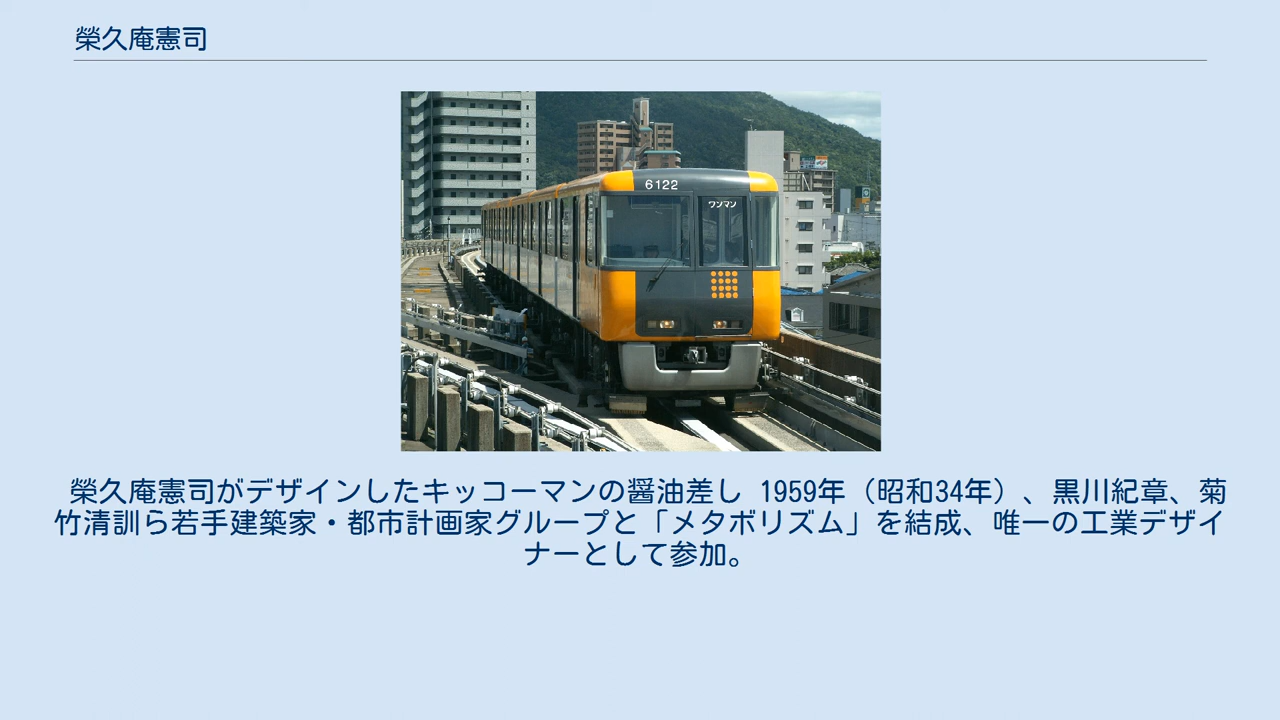 榮久庵憲司
6122
ワンマン
榮久庵憲司がデザインしたキッコーマンの醤油差し 1959年（昭和34年）、黒川紀章、菊
竹清訓ら若手建築家・都市計画家グループと「メタボリズム」を結成、唯一の工業デザイ
ナーとして参加。